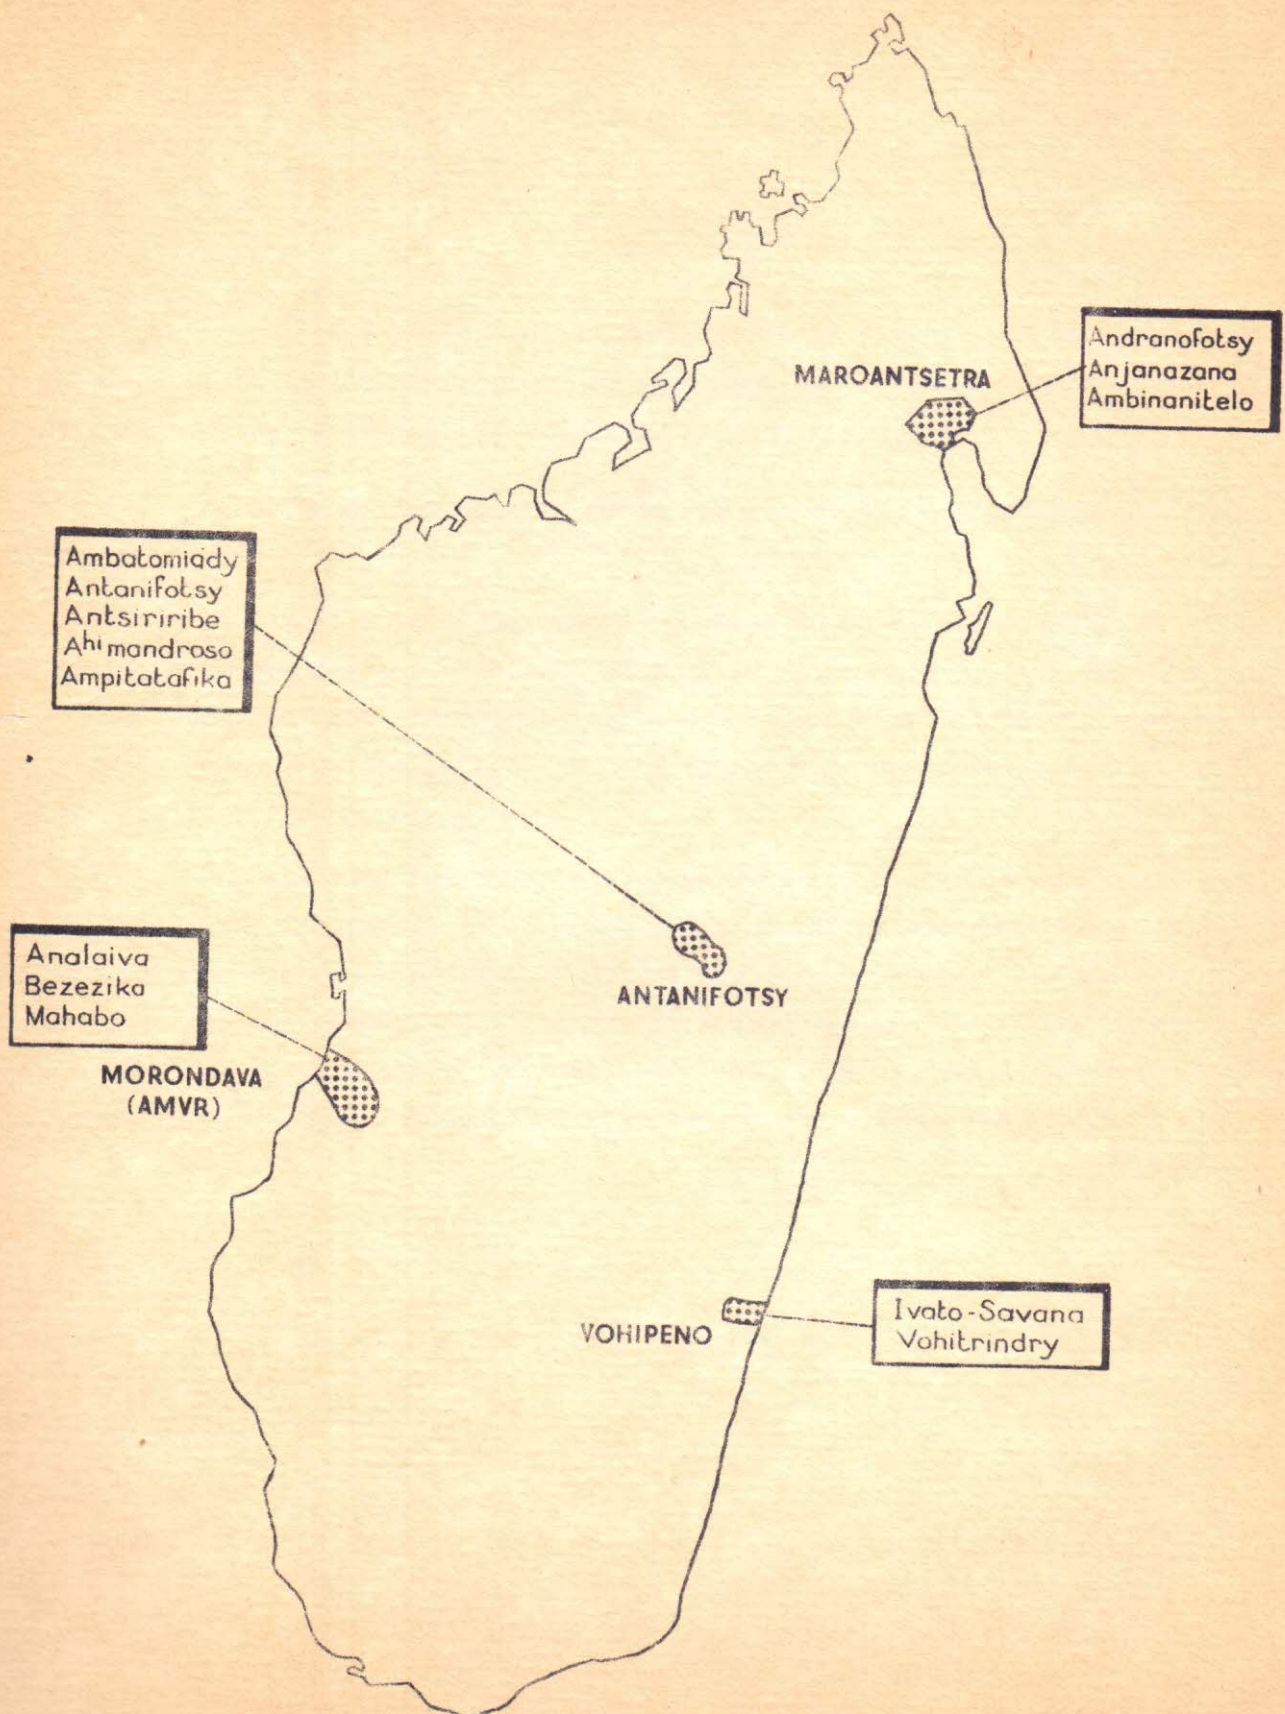 MAROANTSETRA
Andranofotsy
Anjanazana
Ambinanitelo
Ambatomiady
Antanifotsy
Antsiriribe
Ahimandroso
Ampitatafika
ANTANIFOTSY
Analaiva
Bezezika
Mahabo
MORONDAVA
(AMVR)
VOHIPENO
Ivato-Savana
Vohitrindry